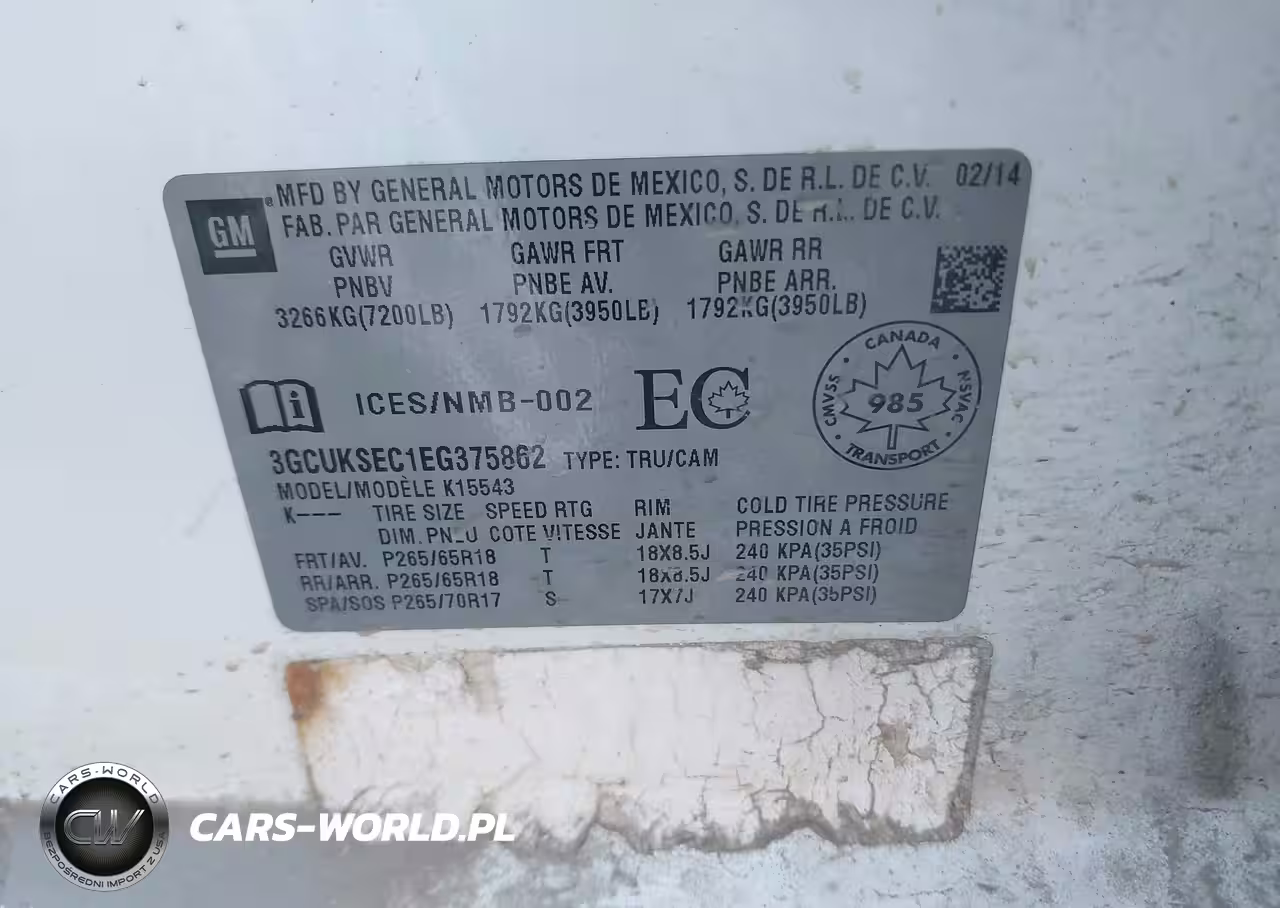 GM
® MFD BY GENERAL MOTORS DE MEXICO, S. DE R.L. DE C.V. 02/14
FAB. PAR GENERAL MOTORS DE MEXICO, S. DE R.L. DE C.V.
GVWR GAWR FRT GAWR RR
PNBV PNBE AV. PNBE ARR.
3266KG(7200LB) 1792KG(3950LB) 1792KG(3950LB)
CANADA
CMVSS 985 NSVAC
TRANSPORT
i ICES/NMB-002 EC
3GCUKSEC1EG375862 TYPE: TRU/CAM
MODEL/MODÈLE K15543
K--- TIRE SIZE SPEED RTG RIM COLD TIRE PRESSURE
DIM. PNEU COTE VITESSE JANTE PRESSION A FROID
FRT/AV. P265/65R18 T 18X8.5J 240 KPA(35PSI)
RR/ARR. P265/65R18 T 18X8.5J 240 KPA(35PSI)
SPA/SOS P265/70R17 S 17X7J 240 KPA(35PSI)
CARS-WORLD
CW
BEZPOŚREDNI IMPORT Z USA
CARS-WORLD.PL